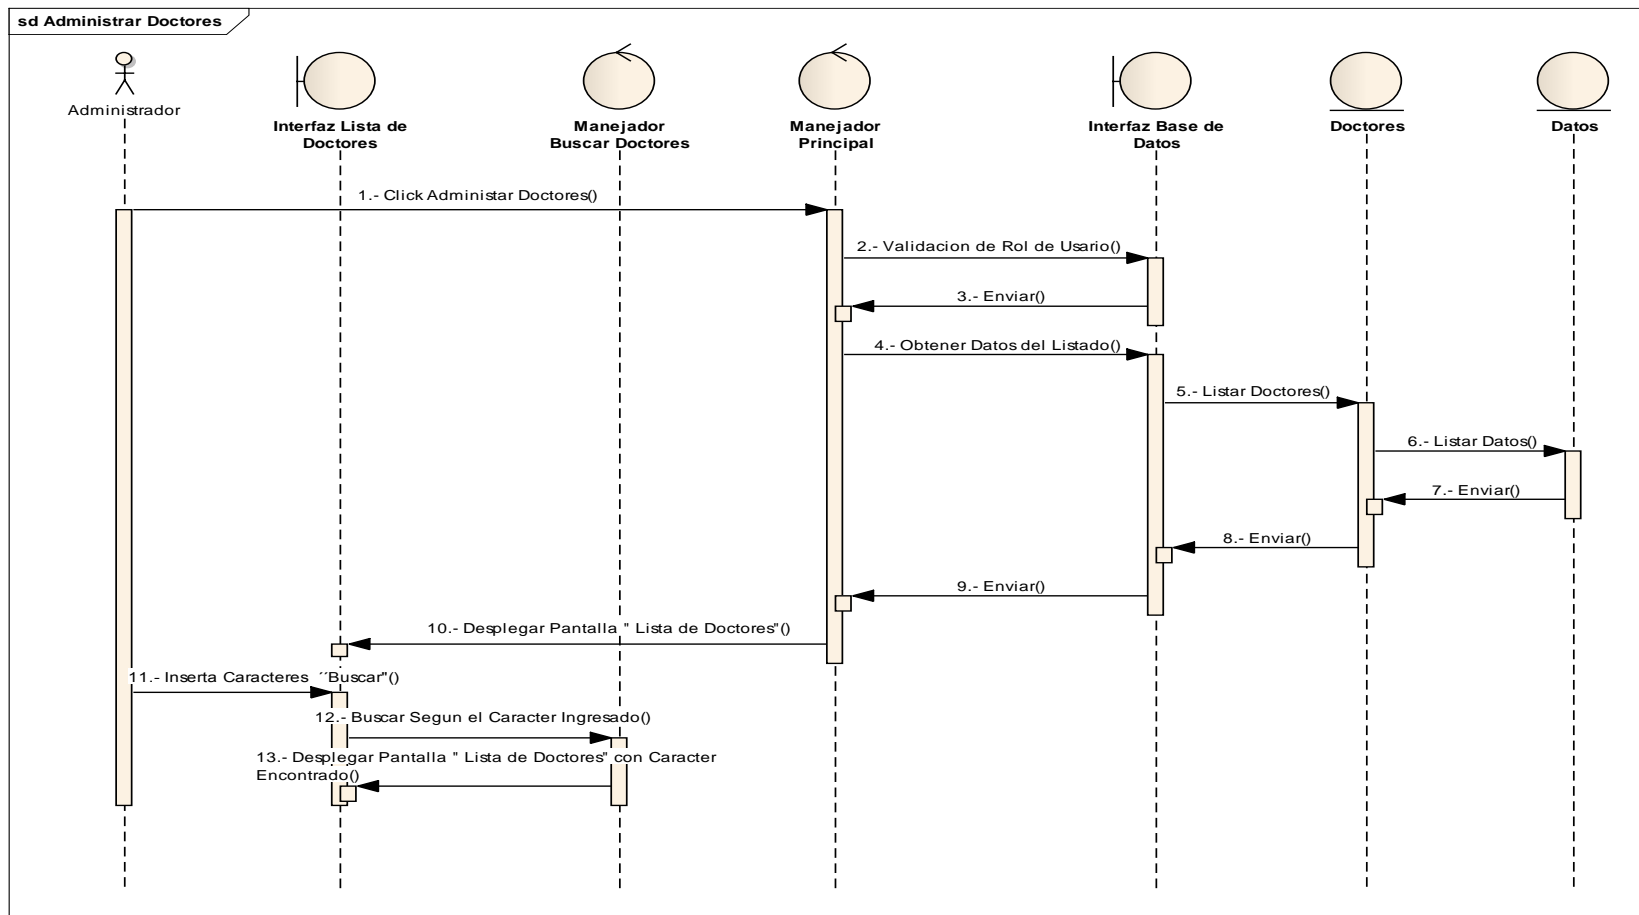 sd Administrar Doctores
Administrador
Interfaz Lista de
Doctores
Manejador
Buscar Doctores
Manejador
Principal
Interfaz Base de
Datos
Doctores
Datos
1.- Click Administar Doctores()
2.- Validacion de Rol de Usario()
3.- Enviar()
4.- Obtener Datos del Listado()
5.- Listar Doctores()
6.- Listar Datos()
7.- Enviar()
8.- Enviar()
9.- Enviar()
10.- Desplegar Pantalla " Lista de Doctores"()
11.- Inserta Caracteres ´´Buscar"()
12.- Buscar Segun el Caracter Ingresado()
13.- Desplegar Pantalla " Lista de Doctores" con Caracter
Encontrado()